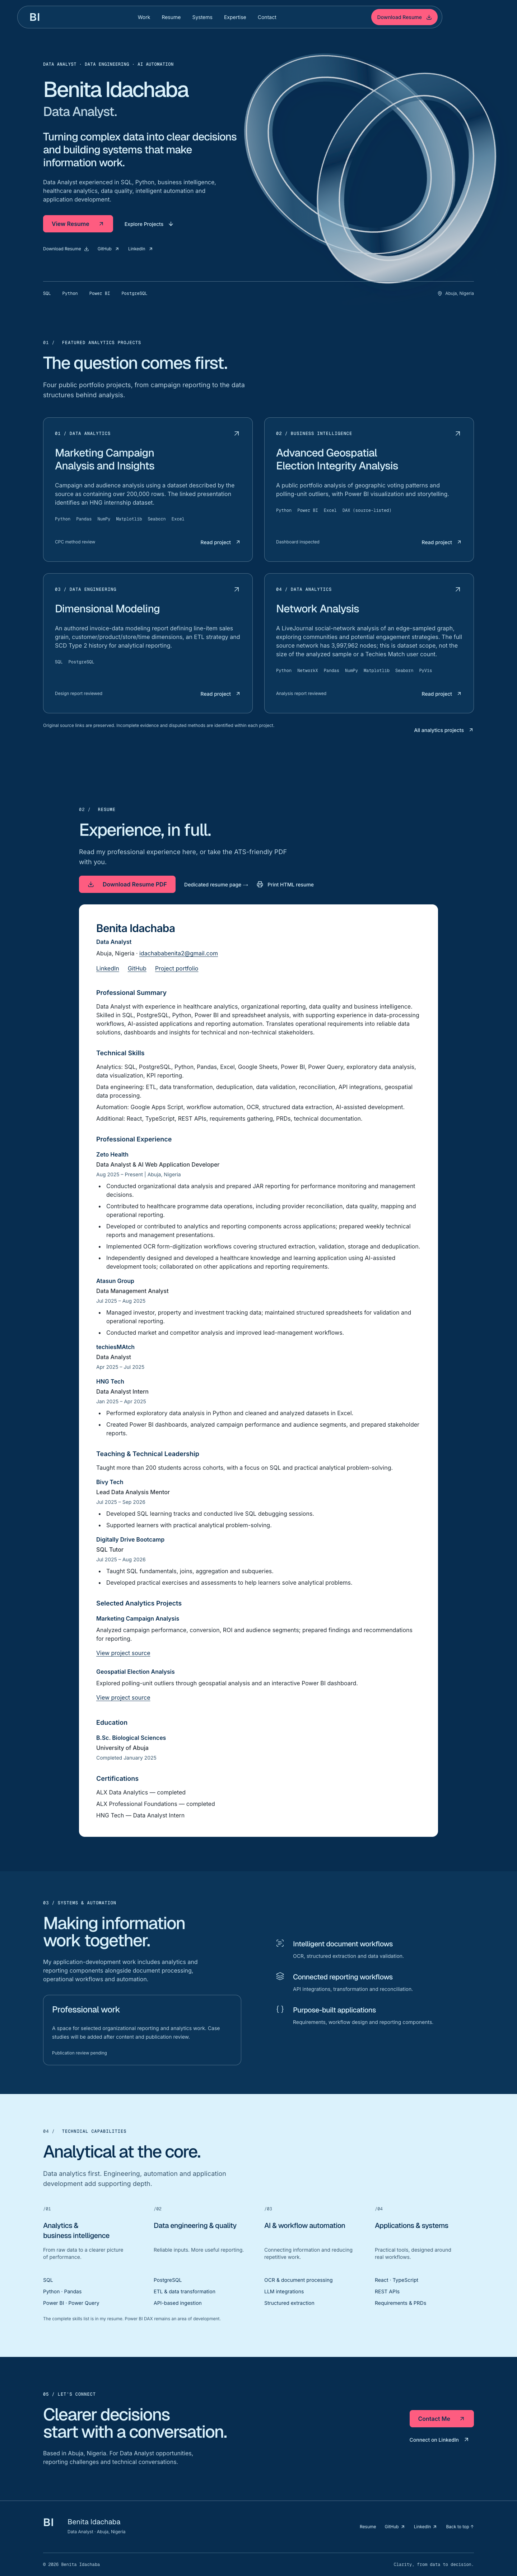 BI
Work
Resume
Systems
Expertise
Contact
Download Resume
DATA ANALYST · DATA ENGINEERING · AI AUTOMATION
Benita Idachaba
Data Analyst.
Turning complex data into clear decisions
and building systems that make
information work.
Data Analyst experienced in SQL, Python, business intelligence,
healthcare analytics, data quality, intelligent automation and
application development.
View Resume
Explore Projects
Download Resume
GitHub
LinkedIn
SQL
Python
Power BI
PostgreSQL
Abuja, Nigeria
01 / FEATURED ANALYTICS PROJECTS
The question comes first.
Four public portfolio projects, from campaign reporting to the data
structures behind analysis.
01 / DATA ANALYTICS
Marketing Campaign
Analysis and Insights
Campaign and audience analysis using a dataset described by the
source as containing over 200,000 rows. The linked presentation
identifies an HNG internship dataset.
Python Pandas NumPy Matplotlib Seaborn Excel
CPC method review
Read project
02 / BUSINESS INTELLIGENCE
Advanced Geospatial
Election Integrity Analysis
A public portfolio analysis of geographic voting patterns and
polling-unit outliers, with Power BI visualization and storytelling.
Python Power BI Excel DAX (source-listed)
Dashboard inspected
Read project
03 / DATA ENGINEERING
Dimensional Modeling
An authored invoice-data modeling report defining line-item sales
grain, customer/product/store/time dimensions, an ETL strategy and
SCD Type 2 history for analytical reporting.
SQL PostgreSQL
Design report reviewed
Read project
04 / DATA ANALYTICS
Network Analysis
A LiveJournal social-network analysis of an edge-sampled graph,
exploring communities and potential engagement strategies. The full
source network has 3,997,962 nodes; this is dataset scope, not the
size of the analyzed sample or a Techies Match user count.
Python NetworkX Pandas NumPy Matplotlib Seaborn PyVis
Analysis report reviewed
Read project
Original source links are preserved. Incomplete evidence and disputed methods are identified within each project.
All analytics projects
02 / RESUME
Experience, in full.
Read my professional experience here, or take the ATS-friendly PDF
with you.
Download Resume PDF
Dedicated resume page →
Print HTML resume
Benita Idachaba
Data Analyst
Abuja, Nigeria · idachababenita2@gmail.com
LinkedIn GitHub Project portfolio
Professional Summary
Data Analyst with experience in healthcare analytics, organizational reporting, data quality and business intelligence.
Skilled in SQL, PostgreSQL, Python, Power BI and spreadsheet analysis, with supporting experience in data-processing
workflows, AI-assisted applications and reporting automation. Translates operational requirements into reliable data
solutions, dashboards and insights for technical and non-technical stakeholders.
Technical Skills
Analytics: SQL, PostgreSQL, Python, Pandas, Excel, Google Sheets, Power BI, Power Query, exploratory data analysis,
data visualization, KPI reporting.
Data engineering: ETL, data transformation, deduplication, data validation, reconciliation, API integrations, geospatial
data processing.
Automation: Google Apps Script, workflow automation, OCR, structured data extraction, AI-assisted development.
Additional: React, TypeScript, REST APIs, requirements gathering, PRDs, technical documentation.
Professional Experience
Zeto Health
Data Analyst & AI Web Application Developer
Aug 2025 – Present | Abuja, Nigeria
• Conducted organizational data analysis and prepared JAR reporting for performance monitoring and management
decisions.
• Contributed to healthcare programme data operations, including provider reconciliation, data quality, mapping and
operational reporting.
• Developed or contributed to analytics and reporting components across applications; prepared weekly technical
reports and management presentations.
• Implemented OCR form-digitization workflows covering structured extraction, validation, storage and deduplication.
• Independently designed and developed a healthcare knowledge and learning application using AI-assisted
development tools; collaborated on other applications and reporting requirements.
Atasun Group
Data Management Analyst
Jul 2025 – Aug 2025
• Managed investor, property and investment tracking data; maintained structured spreadsheets for validation and
operational reporting.
• Conducted market and competitor analysis and improved lead-management workflows.
techiesMAtch
Data Analyst
Apr 2025 – Jul 2025
HNG Tech
Data Analyst Intern
Jan 2025 – Apr 2025
• Performed exploratory data analysis in Python and cleaned and analyzed datasets in Excel.
• Created Power BI dashboards, analyzed campaign performance and audience segments, and prepared stakeholder
reports.
Teaching & Technical Leadership
Taught more than 200 students across cohorts, with a focus on SQL and practical analytical problem-solving.
Bivy Tech
Lead Data Analysis Mentor
Jul 2025 – Sep 2026
• Developed SQL learning tracks and conducted live SQL debugging sessions.
• Supported learners with practical analytical problem-solving.
Digitally Drive Bootcamp
SQL Tutor
Jul 2025 – Aug 2026
• Taught SQL fundamentals, joins, aggregation and subqueries.
• Developed practical exercises and assessments to help learners solve analytical problems.
Selected Analytics Projects
Marketing Campaign Analysis
Analyzed campaign performance, conversion, ROI and audience segments; prepared findings and recommendations
for reporting.
View project source
Geospatial Election Analysis
Explored polling-unit outliers through geospatial analysis and an interactive Power BI dashboard.
View project source
Education
B.Sc. Biological Sciences
University of Abuja
Completed January 2025
Certifications
ALX Data Analytics — completed
ALX Professional Foundations — completed
HNG Tech — Data Analyst Intern
03 / SYSTEMS & AUTOMATION
Making information
work together.
My application-development work includes analytics and
reporting components alongside document processing,
operational workflows and automation.
Professional work
A space for selected organizational reporting and analytics work. Case
studies will be added after content and publication review.
Publication review pending
Intelligent document workflows
OCR, structured extraction and data validation.
Connected reporting workflows
API integrations, transformation and reconciliation.
Purpose-built applications
Requirements, workflow design and reporting components.
04 / TECHNICAL CAPABILITIES
Analytical at the core.
Data analytics first. Engineering, automation and application
development add supporting depth.
/01
Analytics &
business intelligence
From raw data to a clearer picture
of performance.
SQL
Python · Pandas
Power BI · Power Query
/02
Data engineering & quality
Reliable inputs. More useful reporting.
PostgreSQL
ETL & data transformation
API-based ingestion
/03
AI & workflow automation
Connecting information and reducing
repetitive work.
OCR & document processing
LLM integrations
Structured extraction
/04
Applications & systems
Practical tools, designed around
real workflows.
React · TypeScript
REST APIs
Requirements & PRDs
The complete skills list is in my resume. Power BI DAX remains an area of development.
05 / LET'S CONNECT
Clearer decisions
start with a conversation.
Based in Abuja, Nigeria. For Data Analyst opportunities,
reporting challenges and technical conversations.
Contact Me
Connect on LinkedIn
BI
Benita Idachaba
Data Analyst · Abuja, Nigeria
Resume
GitHub
LinkedIn
Back to top ↑
© 2026 Benita Idachaba
Clarity, from data to decision.